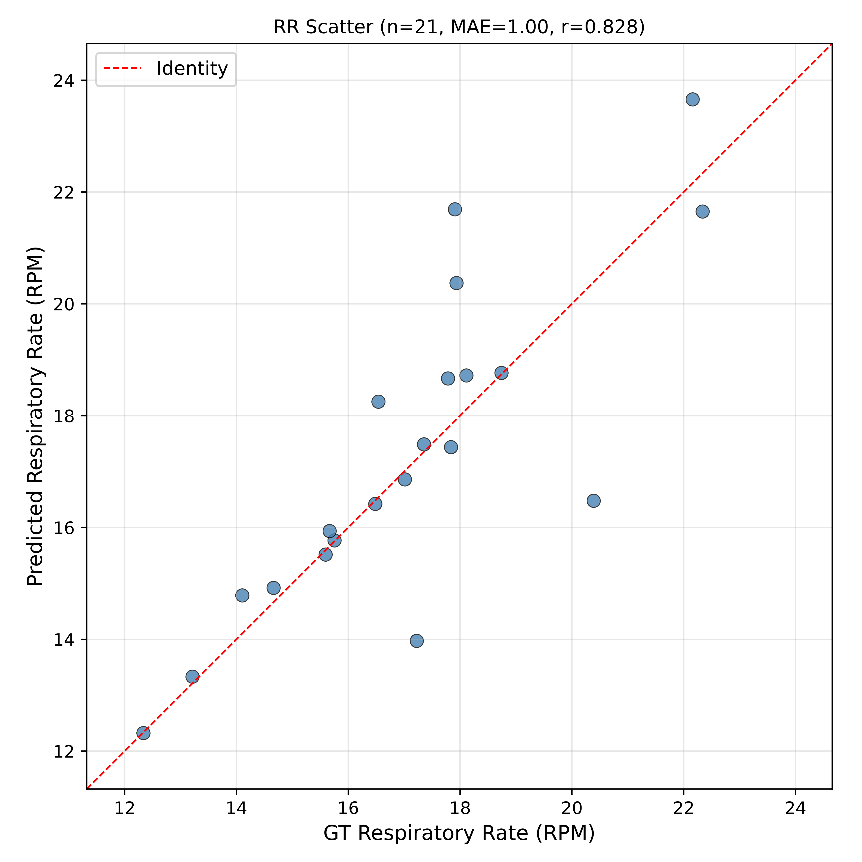 RR Scatter (n=21, MAE=1.00, r=0.828)
Identity
24
22
20
18
16
14
12
Predicted Respiratory Rate (RPM)
12 14 16 18 20 22 24
GT Respiratory Rate (RPM)